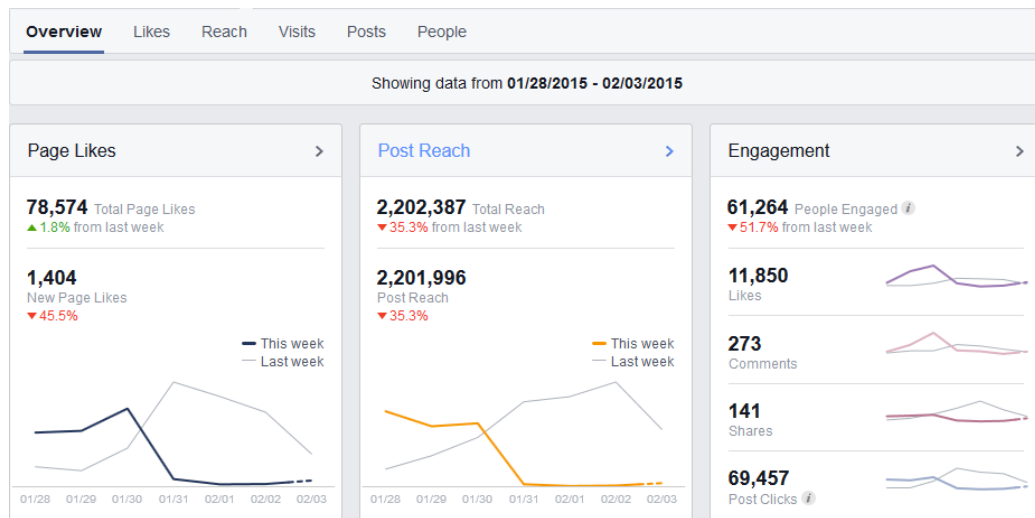 Overview Likes Reach Visits Posts People
Showing data from 01/28/2015 - 02/03/2015
Page Likes
78,574 Total Page Likes
1.8% from last week
1,404
New Page Likes
45.5%
This week
Last week
01/28 01/29 01/30 01/31 02/01 02/02 02/03
Post Reach
2,202,387 Total Reach
35.3% from last week
2,201,996
Post Reach
35.3%
This week
Last week
01/28 01/29 01/30 01/31 02/01 02/02 02/03
Engagement
61,264 People Engaged i
51.7% from last week
11,850
Likes
273
Comments
141
Shares
69,457
Post Clicks i